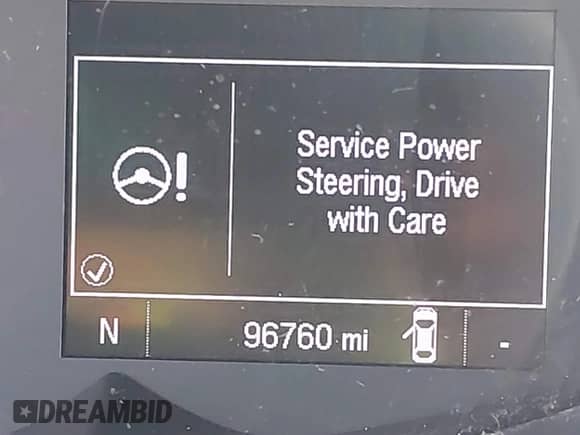 Service Power
Steering, Drive
with Care
N
96760 mi
-
DREAMBID